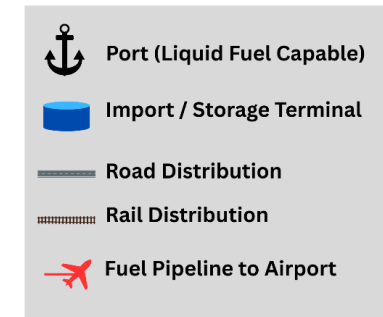 Port (Liquid Fuel Capable)
Import / Storage Terminal
Road Distribution
Rail Distribution
Fuel Pipeline to Airport